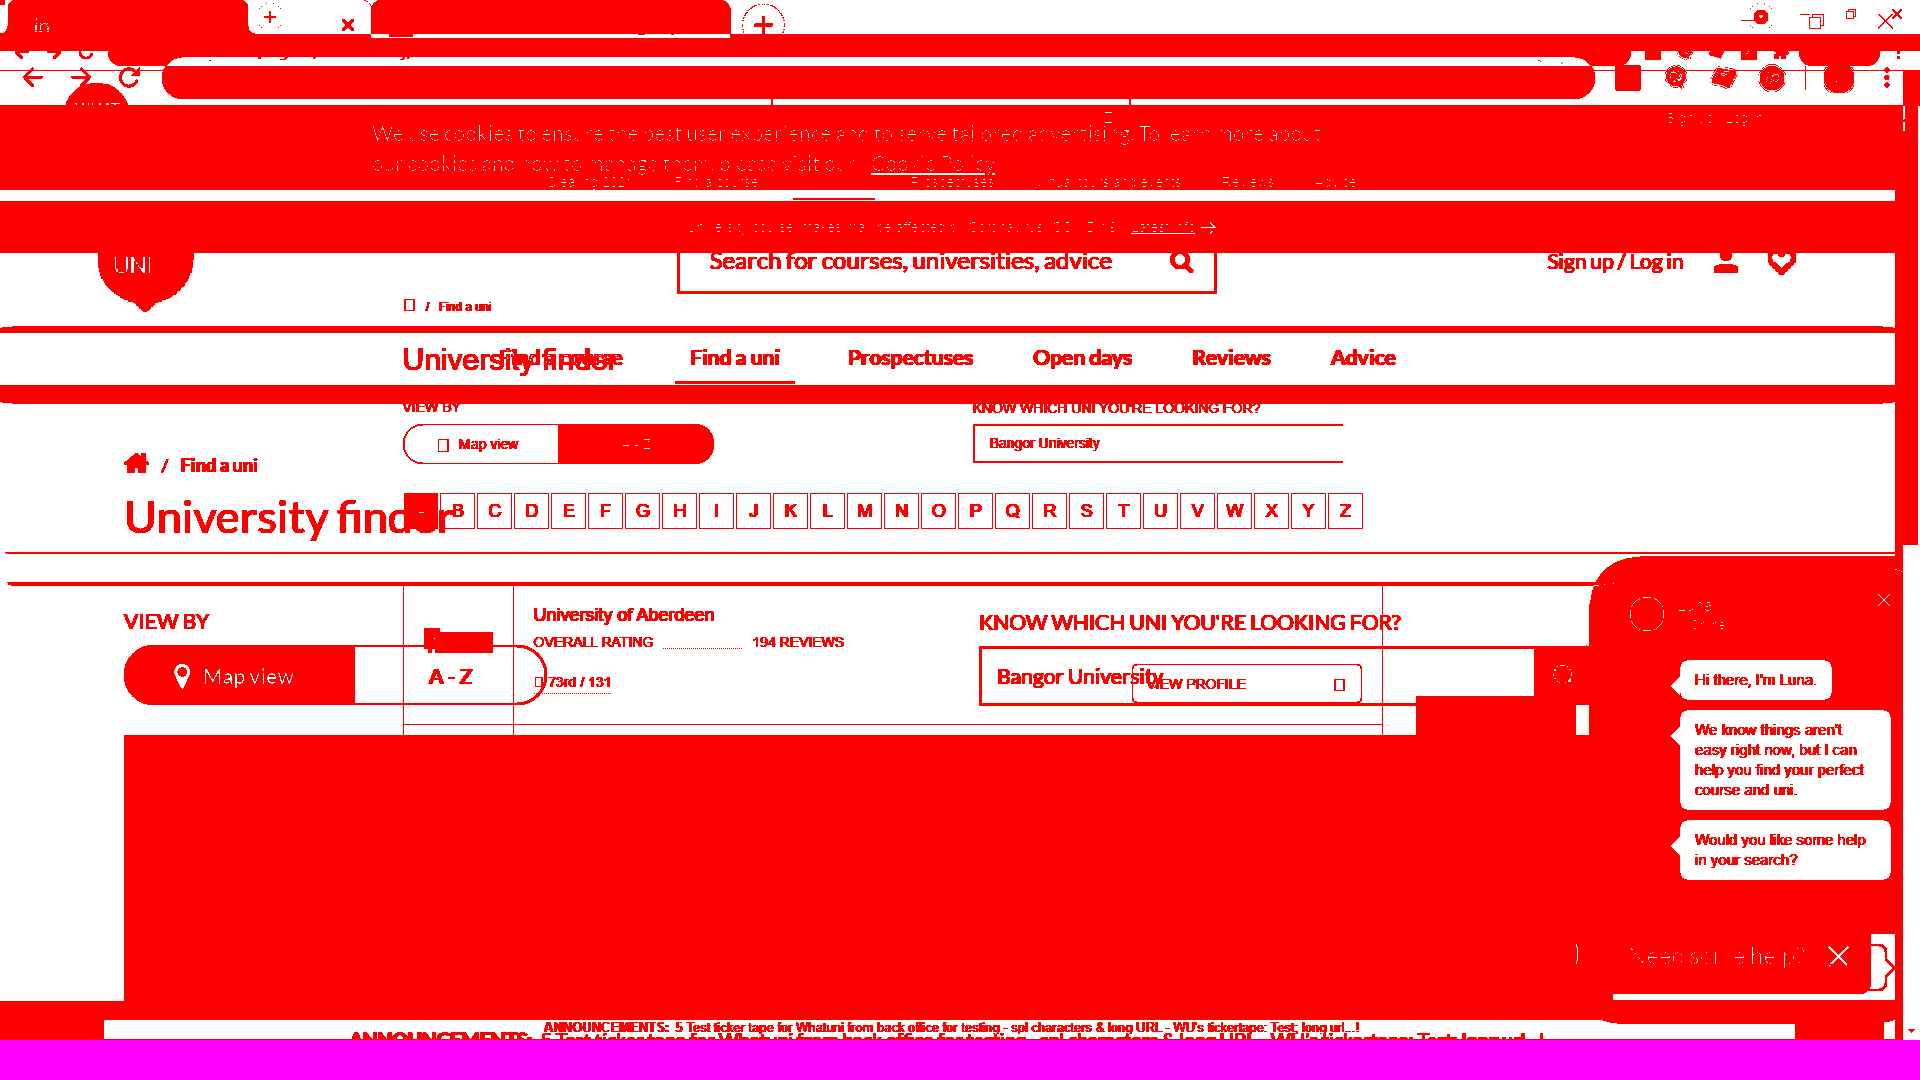 in
We use cookies to ensure the best user experience and to serve tailored advertising. To learn more about
our cookies and how to manage them, please visit our Cookie Policy
Prospectuses Reviews Advice
Latest info →
UNI
Search for courses, universities, advice
Sign up / Log in
/ Find a uni
University finder
Find a course Find a uni Prospectuses Open days Reviews Advice
VIEW BY
KNOW WHICH UNI YOU'RE LOOKING FOR?
Map view
A - Z
Bangor University
/ Find a uni
University finder
B C D E F G H I J K L M N O P Q R S T U V W X Y Z
University of Aberdeen
OVERALL RATING 194 REVIEWS
73rd / 131
VIEW PROFILE
VIEW BY
KNOW WHICH UNI YOU'RE LOOKING FOR?
Map view
A - Z
Bangor University
Luna
Hi there, I'm Luna.
We know things aren't
easy right now, but I can
help you find your perfect
course and uni.
Would you like some help
in your search?
Need some help?
ANNOUNCEMENTS: 5 Test ticker tape for Whatuni from back office for testing - spl characters & long URL - WU's tickertape: Test; long url...!
ANNOUNCEMENTS: 5 Test ticker tape for Whatuni from back office for testing - spl characters & long URL - WU's tickertape: Test; long url...!